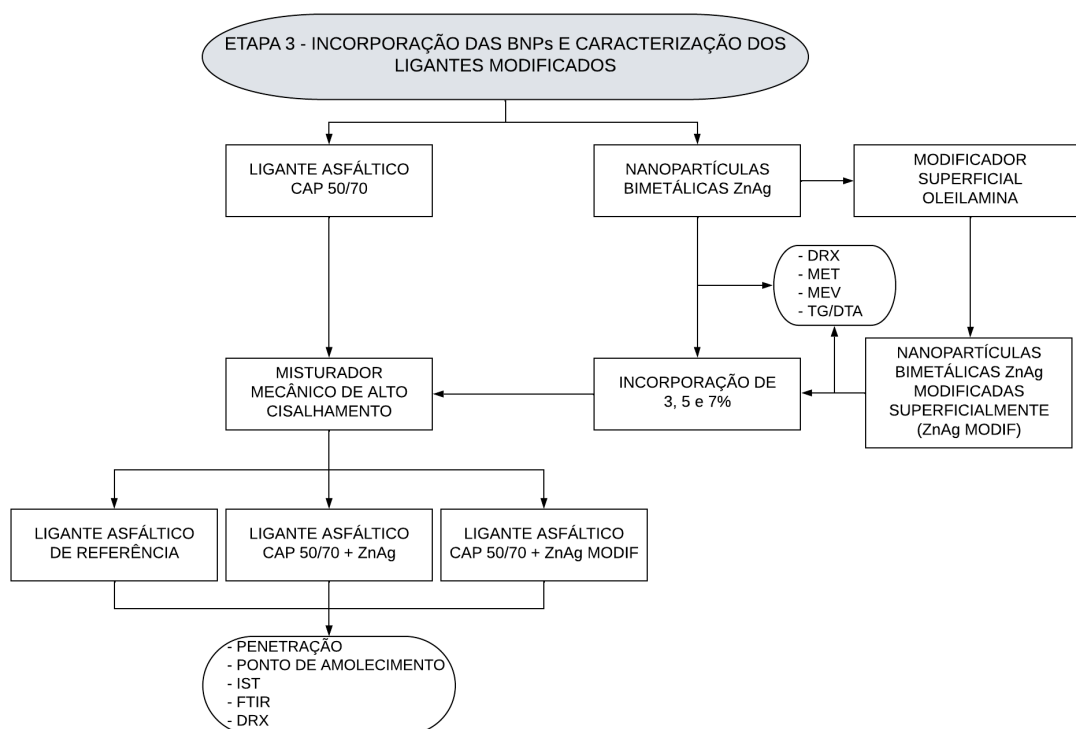 ETAPA 3 - INCORPORAÇÃO DAS BNPs E CARACTERIZAÇÃO DOS
LIGANTES MODIFICADOS
LIGANTE ASFÁLTICO
CAP 50/70
NANOPARTÍCULAS
BIMETÁLICAS ZnAg
MODIFICADOR
SUPERFICIAL
OLEILAMINA
- DRX
- MET
- MEV
- TG/DTA
MISTURADOR
MECÂNICO DE ALTO
CISALHAMENTO
INCORPORAÇÃO DE
3, 5 e 7%
NANOPARTÍCULAS
BIMETÁLICAS ZnAg
MODIFICADAS
SUPERFICIALMENTE
(ZnAg MODIF)
LIGANTE ASFÁLTICO
DE REFERÊNCIA
LIGANTE ASFÁLTICO
CAP 50/70 + ZnAg
LIGANTE ASFÁLTICO
CAP 50/70 + ZnAg MODIF
- PENETRAÇÃO
- PONTO DE AMOLECIMENTO
- IST
- FTIR
- DRX